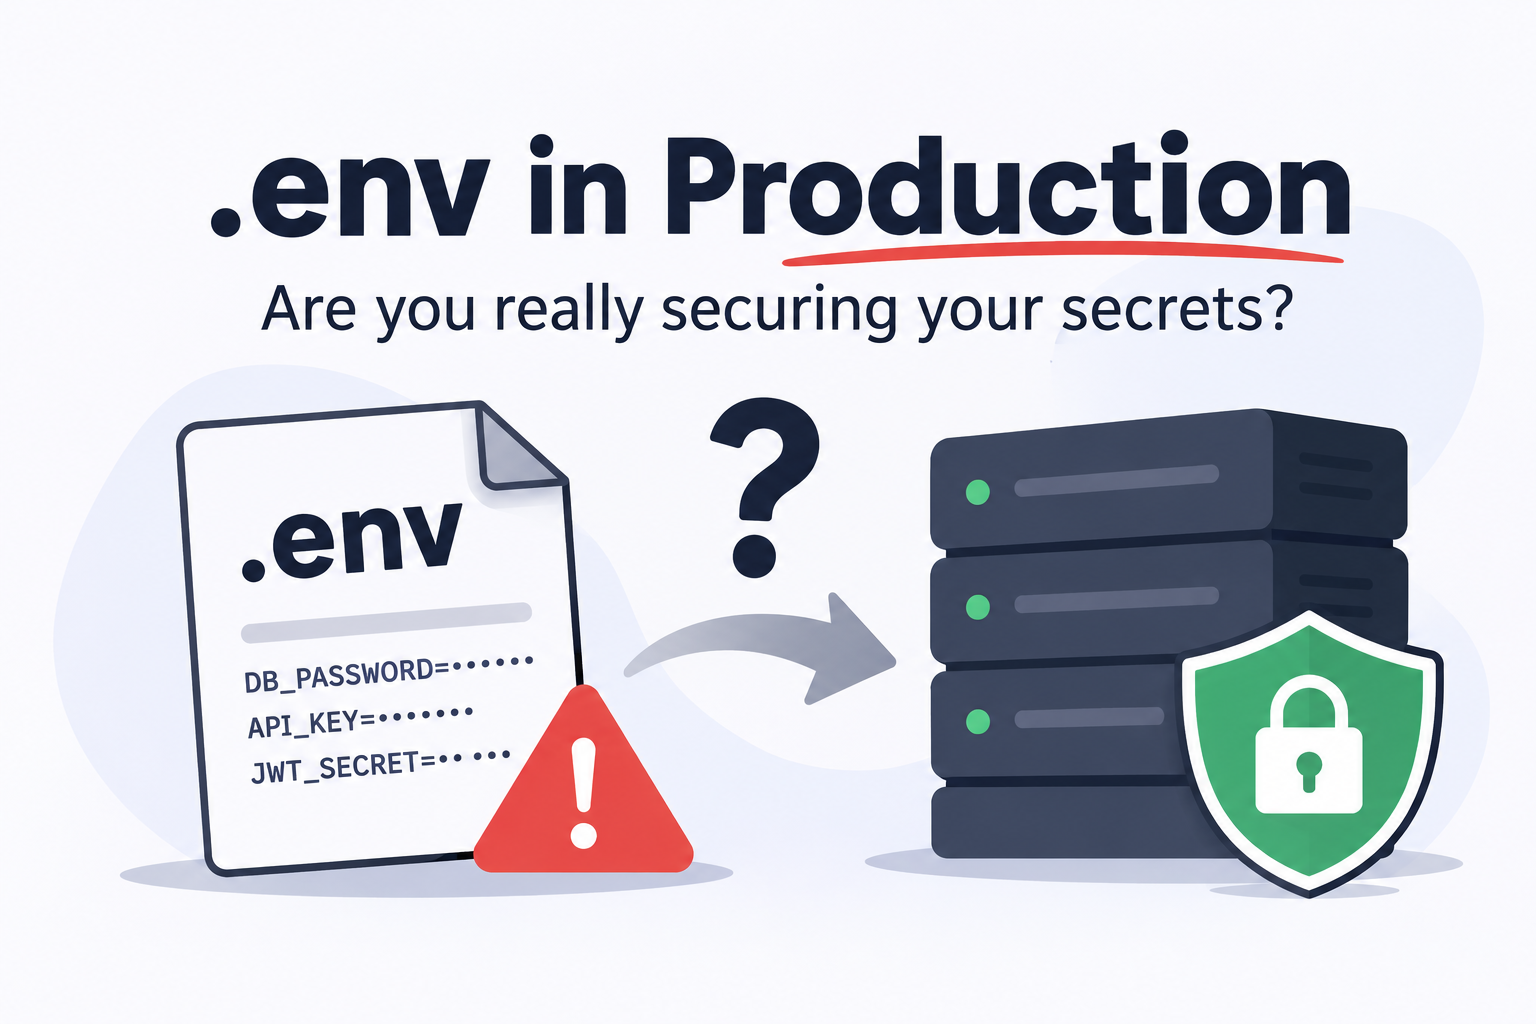 .env in Production
Are you really securing your secrets?
?
.env
DB_PASSWORD=••••••
API_KEY=•••••••
JWT_SECRET=•• •••
!